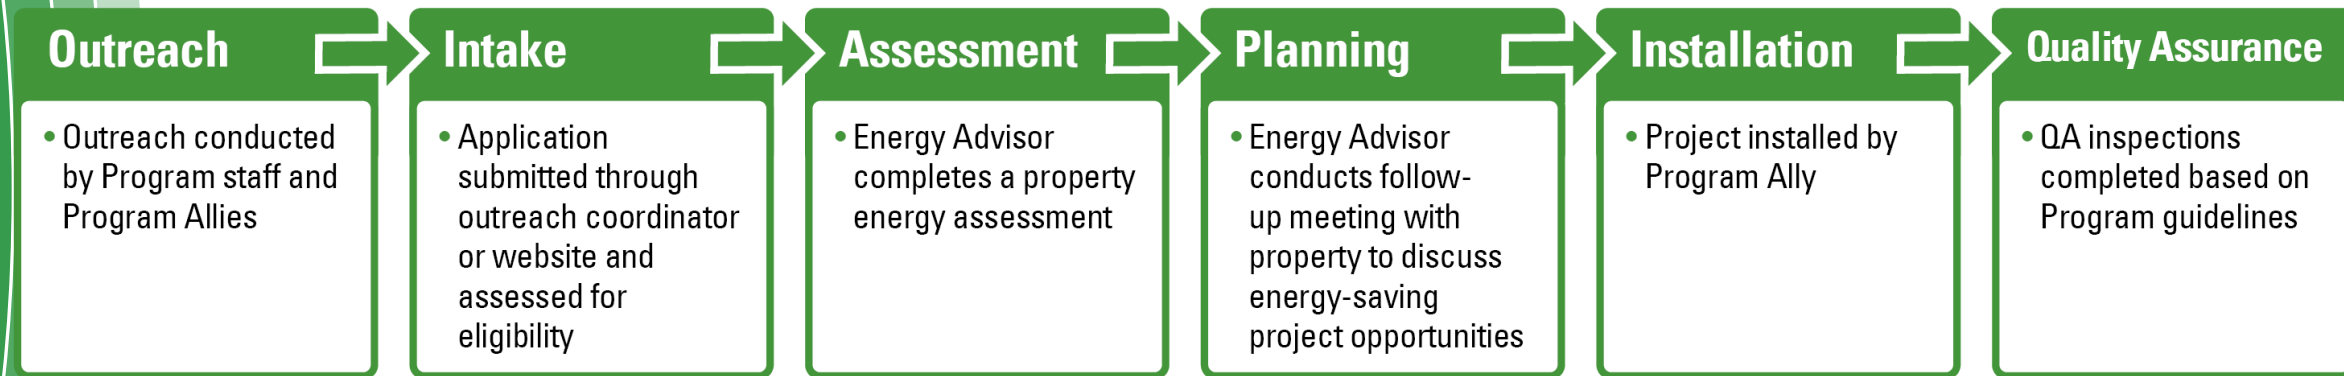 Outreach
• Outreach conducted
by Program staff and
Program Allies
Intake
• Application
submitted through
outreach coordinator
or website and
assessed for
eligibility
Assessment
• Energy Advisor
completes a property
energy assessment
Planning
• Energy Advisor
conducts follow-
up meeting with
property to discuss
energy-saving
project opportunities
Installation
• Project installed by
Program Ally
Quality Assurance
• QA inspections
completed based on
Program guidelines